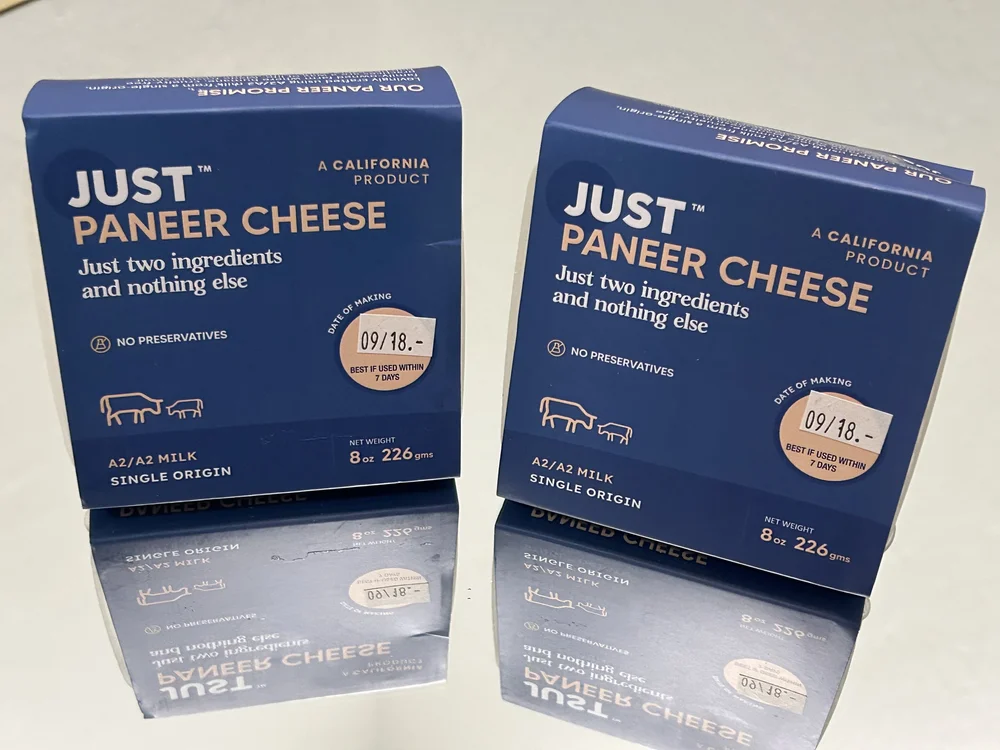 OUR PANEER PROMISE
JUST™
PANEER CHEESE
A CALIFORNIA
PRODUCT
Just two ingredients
and nothing else
DATE OF MAKING
09/18.-
BEST IF USED WITHIN
7 DAYS
NO PRESERVATIVES
A2/A2 MILK
SINGLE ORIGIN
NET WEIGHT
8 oz 226 gms
OUR PANEER PROMISE
JUST™
PANEER CHEESE
A CALIFORNIA
PRODUCT
Just two ingredients
and nothing else
DATE OF MAKING
09/18.-
BEST IF USED WITHIN
7 DAYS
NO PRESERVATIVES
A2/A2 MILK
SINGLE ORIGIN
NET WEIGHT
8 oz 226 gms